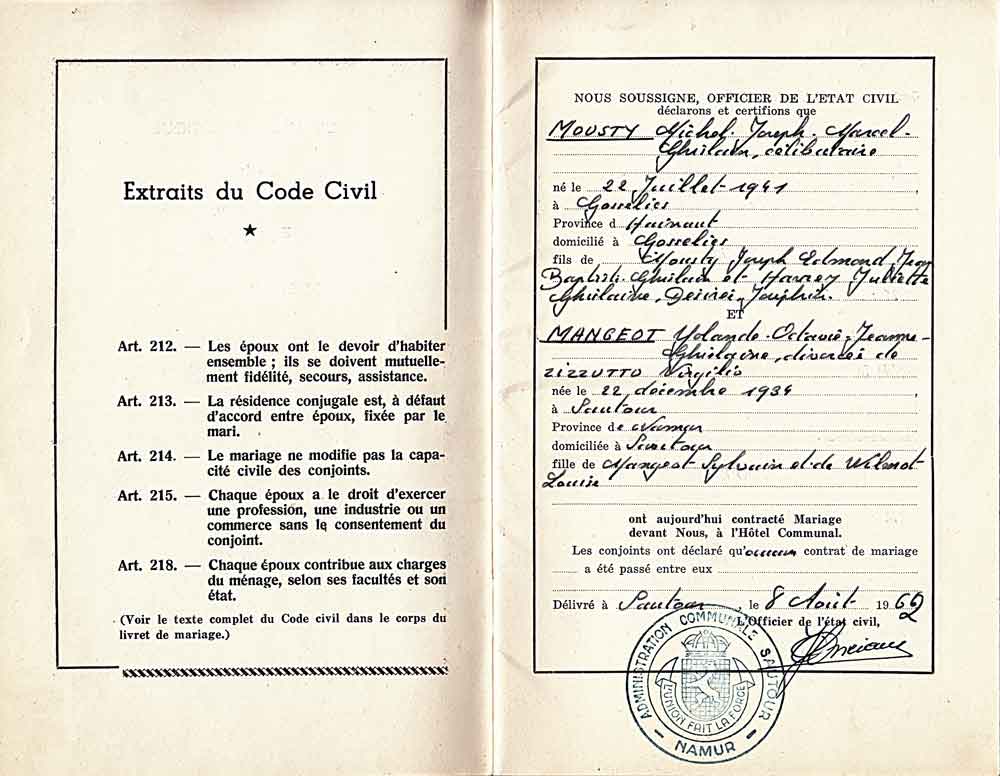 Extraits du Code Civil
★
Art. 212. — Les époux ont le devoir d'habiter
ensemble ; ils se doivent mutuelle-
ment fidélité, secours, assistance.
Art. 213. — La résidence conjugale est, à défaut
d'accord entre époux, fixée par le
mari.
Art. 214. — Le mariage ne modifie pas la capa-
cité civile des conjoints.
Art. 215. — Chaque époux a le droit d'exercer
une profession, une industrie ou un
commerce sans le consentement du
conjoint.
Art. 218. — Chaque époux contribue aux charges
du ménage, selon ses facultés et son
état.
(Voir le texte complet du Code civil dans le corps du
livret de mariage.)
NOUS SOUSSIGNE, OFFICIER DE L'ETAT CIVIL
déclarons et certifions que
MOUSTY Michel-Joseph-Marcel-
Ghislain, célibataire
né le 22 Juillet-1941
à Gosselies
Province d Hainaut
domicilié à Gosselies
fils de Mousty Joseph Edmond Jean
Baptiste Ghislain et Juliette
Ghislaine, Joséphin.
ET
MANGEOT Yolande-Octavie-Jeanne-
Ghislaine, divorcée de
ZIZZUTTO Virgilio
née le 22 décembre 1934
à Sautour
Province de Namur
domiciliée à Sautour
fille de Mangeot Sylvain et de Wilmot
Louise
ont aujourd'hui contracté Mariage
devant Nous, à l'Hôtel Communal.
Les conjoints ont déclaré qu'aucun contrat de mariage
a été passé entre eux
Délivré à Sautour, le 8 Août 1962
L'Officier de l'état civil,
ADMINISTRATION COMMUNALE SAUTOUR
L'UNION FAIT LA FORCE
— NAMUR —